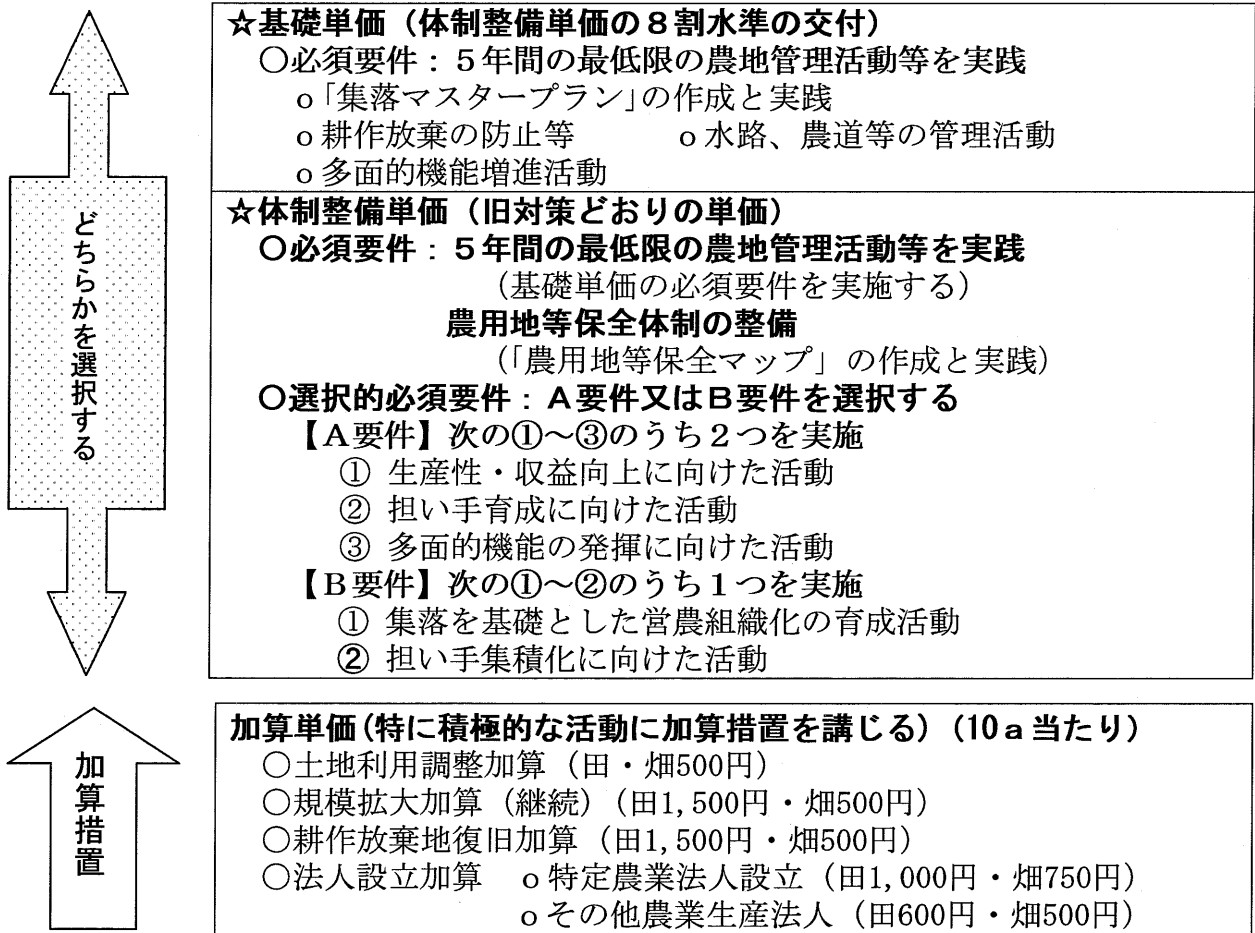 どちらかを選択する
☆基礎単価（体制整備単価の８割水準の交付）
○必須要件：５年間の最低限の農地管理活動等を実践
o「集落マスタープラン」の作成と実践
o耕作放棄の防止等　　o水路、農道等の管理活動
o多面的機能増進活動
☆体制整備単価（旧対策どおりの単価）
○必須要件：５年間の最低限の農地管理活動等を実践
（基礎単価の必須要件を実施する）
農用地等保全体制の整備
（「農用地等保全マップ」の作成と実践）
○選択的必須要件：Ａ要件又はＢ要件を選択する
【Ａ要件】次の①～③のうち２つを実施
① 生産性・収益向上に向けた活動
② 担い手育成に向けた活動
③ 多面的機能の発揮に向けた活動
【Ｂ要件】次の①～②のうち１つを実施
① 集落を基礎とした営農組織化の育成活動
② 担い手集積化に向けた活動
加算措置
加算単価(特に積極的な活動に加算措置を講じる)（10ａ当たり）
○土地利用調整加算（田・畑500円）
○規模拡大加算（継続）（田1,500円・畑500円）
○耕作放棄地復旧加算（田1,500円・畑500円）
○法人設立加算　o特定農業法人設立（田1,000円・畑750円）
oその他農業生産法人（田600円・畑500円）